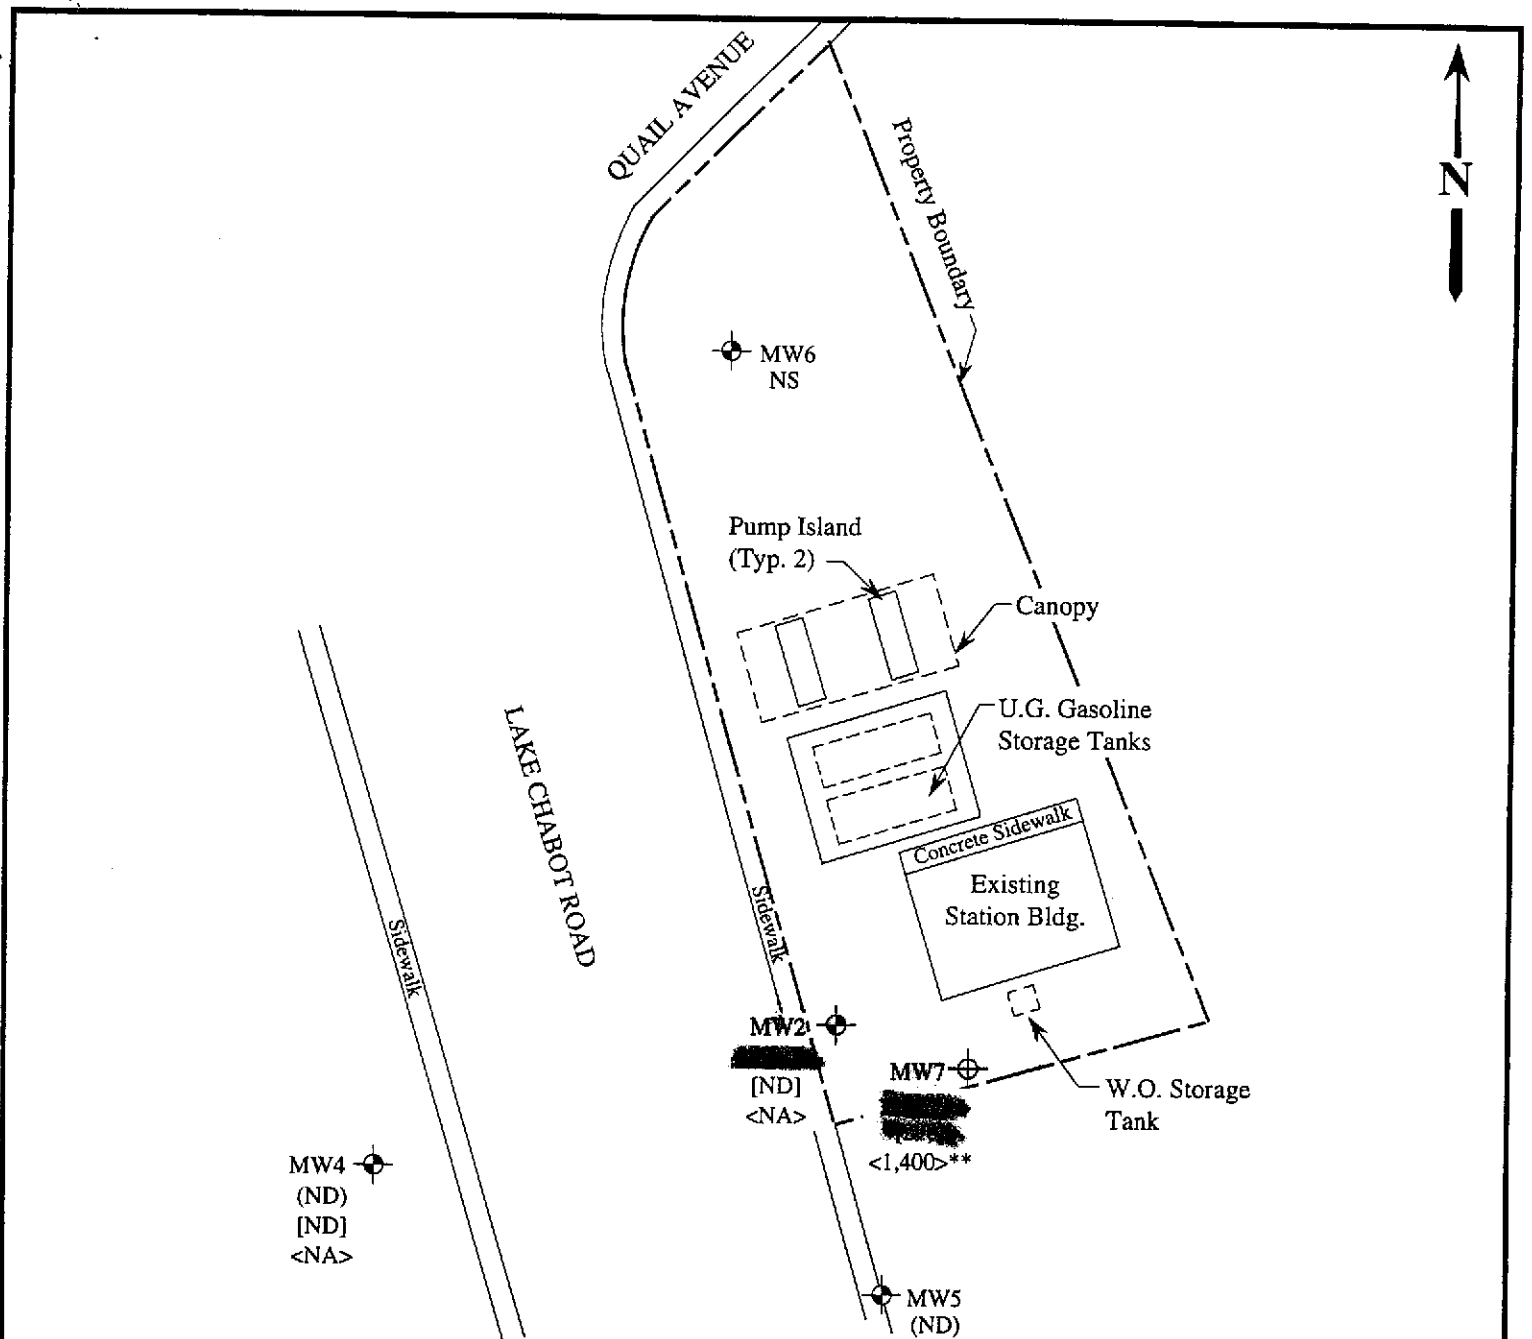 QUAIL AVENUE
Property Boundary
N
MW6
NS
Pump Island
(Typ. 2)
Canopy
U.G. Gasoline
Storage Tanks
LAKE CHABOT ROAD
Concrete Sidewalk
Existing
Station Bldg.
Sidewalk
Sidewalk
MW2
[ND]
<NA>
MW7
<1,400>**
W.O. Storage
Tank
MW4
(ND)
[ND]
<NA>
MW5
(ND)